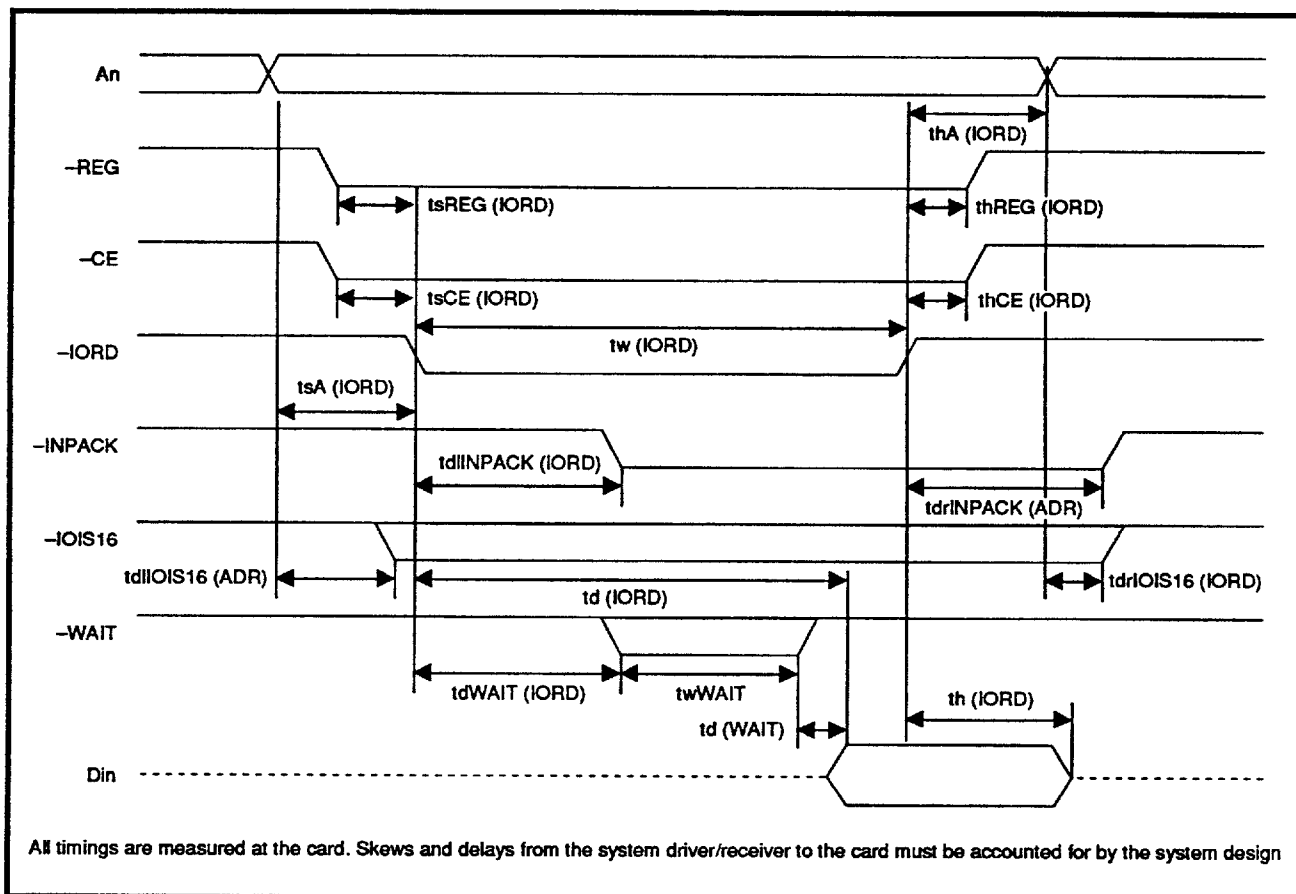 An
thA (IORD)
–REG
tsREG (IORD)
thREG (IORD)
–CE
tsCE (IORD)
thCE (IORD)
tw (IORD)
–IORD
tsA (IORD)
–INPACK
tdIINPACK (IORD)
tdrINPACK (ADR)
–IOIS16
tdIIOIS16 (ADR)
tdrIOIS16 (IORD)
td (IORD)
–WAIT
tdWAIT (IORD)
twWAIT
th (IORD)
td (WAIT)
Din
All timings are measured at the card. Skews and delays from the system driver/receiver to the card must be accounted for by the system design